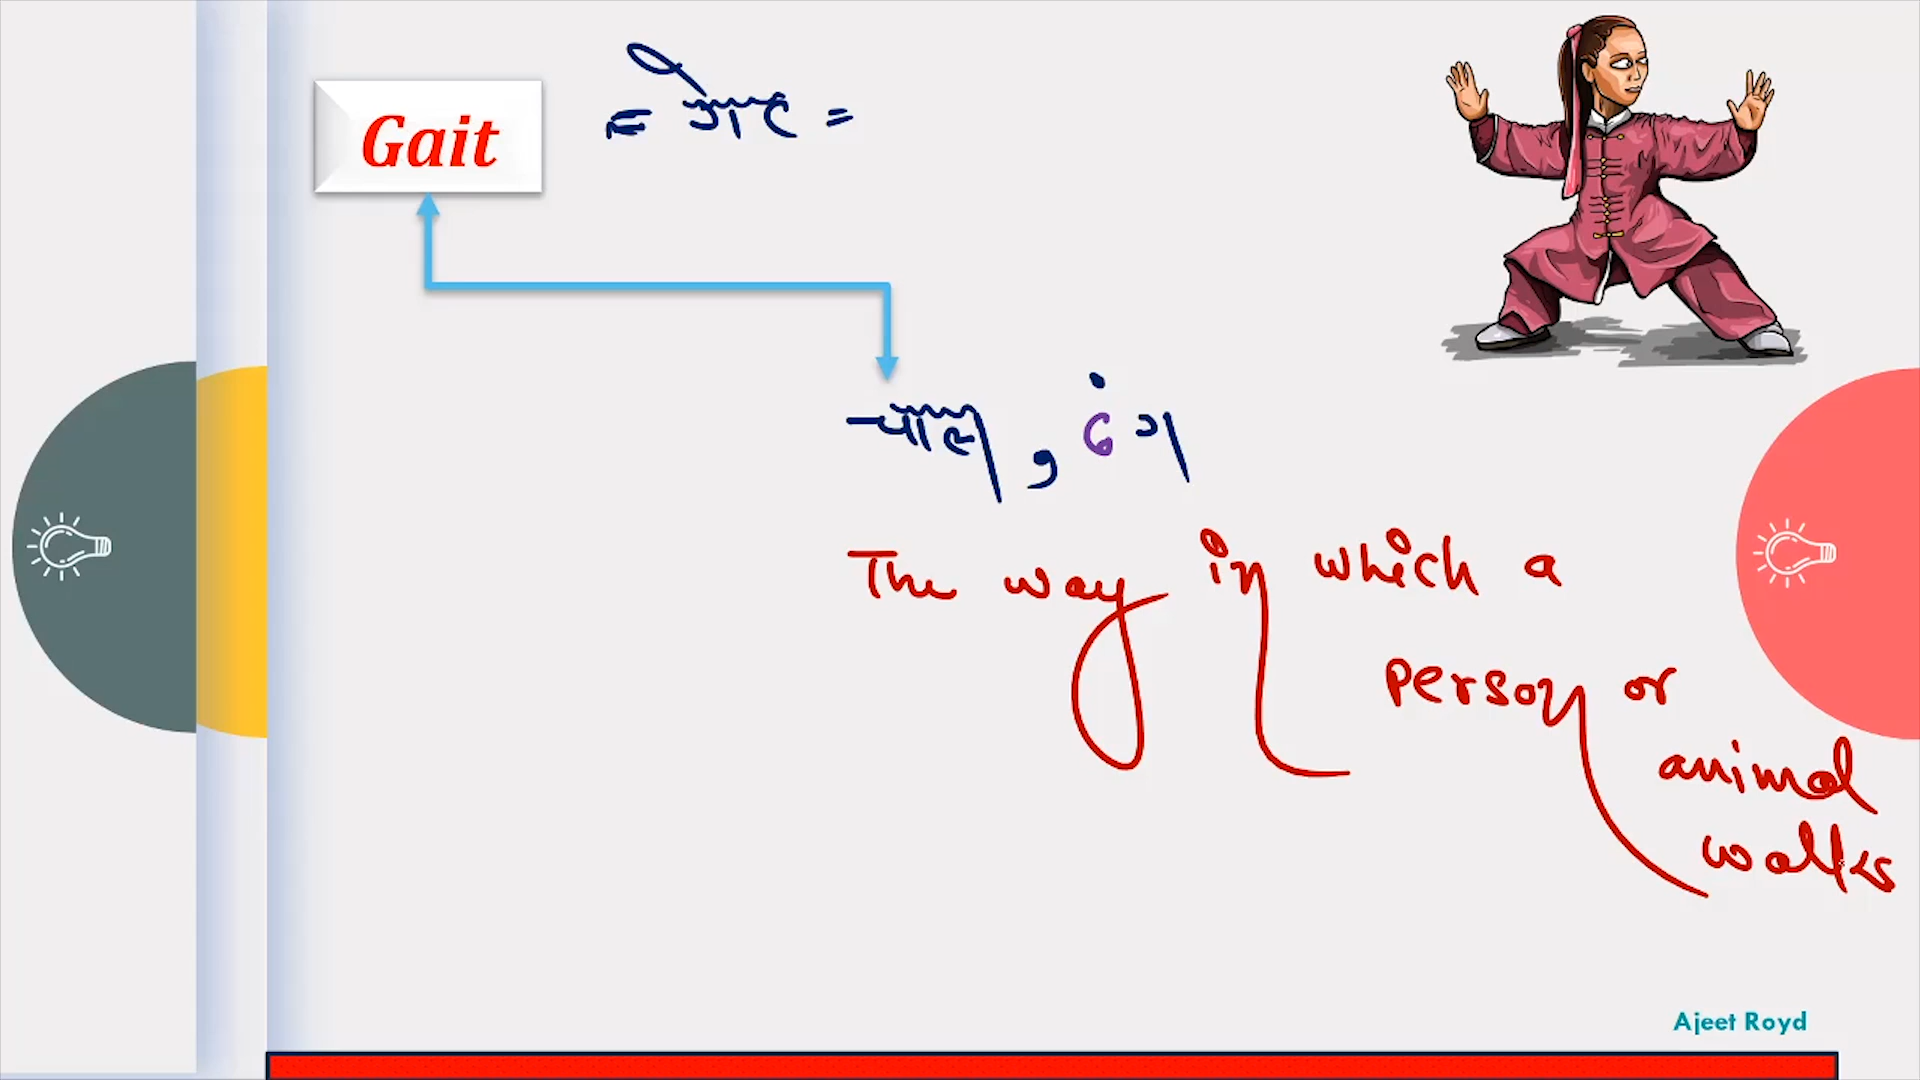 Gait
= गेट =
चाल, ढंग
The way in which a
person or
animal
walks
Ajeet Royd